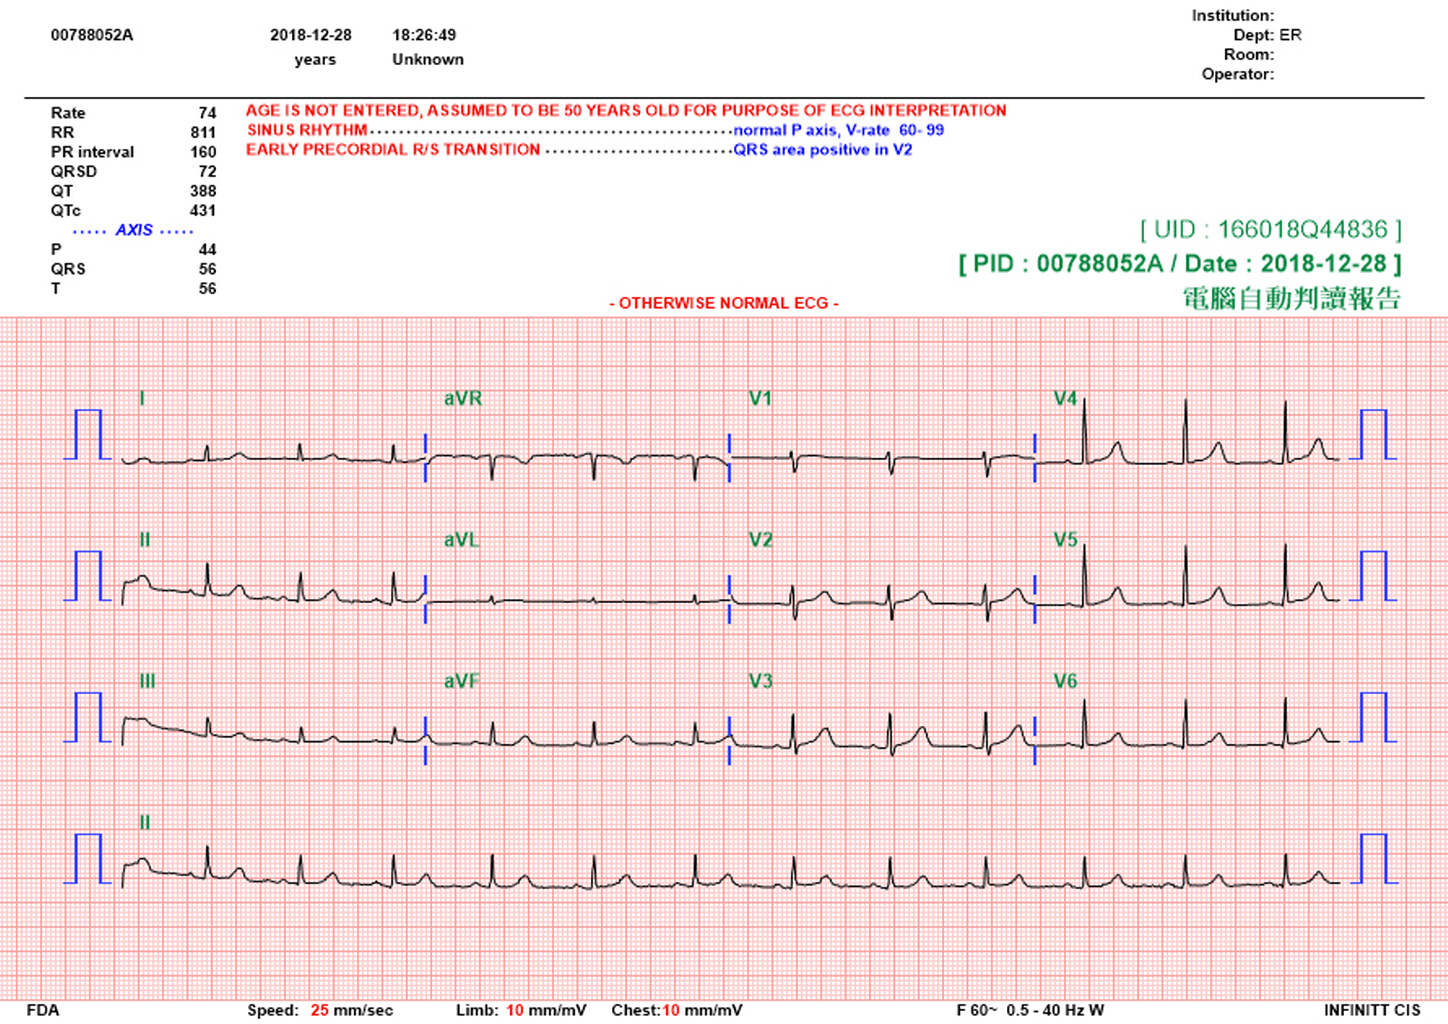 Institution:
00788052A 2018-12-28 18:26:49 Dept: ER
years Unknown Room:
Operator:
Rate 74 AGE IS NOT ENTERED, ASSUMED TO BE 50 YEARS OLD FOR PURPOSE OF ECG INTERPRETATION
RR 811 SINUS RHYTHM..................................................normal P axis, V-rate 60- 99
PR interval 160 EARLY PRECORDIAL R/S TRANSITION..........................QRS area positive in V2
QRSD 72
QT 388
QTc 431
..... AXIS .....
P 44
QRS 56
T 56
[ UID : 166018Q44836 ]
[ PID : 00788052A / Date : 2018-12-28 ]
電腦自動判讀報告
- OTHERWISE NORMAL ECG -
I aVR V1 V4
II aVL V2 V5
III aVF V3 V6
II
FDA Speed: 25 mm/sec Limb: 10 mm/mV Chest:10 mm/mV F 60~ 0.5 - 40 Hz W INFINITT CIS